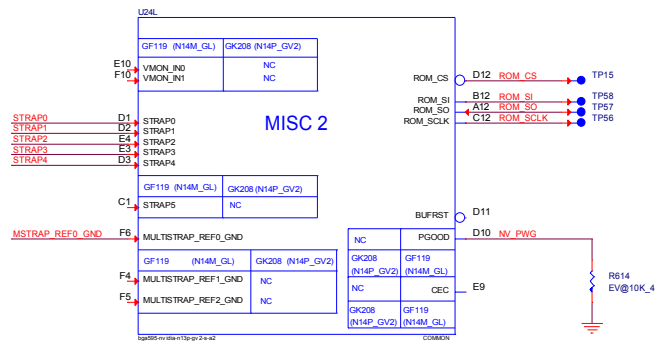 U24L
GF119 (N14M_GL) GK208 (N14P_GV2)
E10 VMON_IN0 NC
F10 VMON_IN1 NC
ROM_CS D12 ROM_CS TP15
ROM_SI B12 ROM_SI TP58
ROM_SO A12 ROM_SO TP57
ROM_SCLK C12 ROM_SCLK TP56
MISC 2
STRAP0 D1 STRAP0
STRAP1 D2 STRAP1
STRAP2 E4 STRAP2
STRAP3 E3 STRAP3
STRAP4 D3 STRAP4
GF119 (N14M_GL) GK208 (N14P_GV2)
C1 STRAP5 NC
BUFRST D11
MSTRAP_REF0_GND F6 MULTISTRAP_REF0_GND
NC PGOOD D10 NV_PWG
GF119 (N14M_GL) GK208 (N14P_GV2)
GK208 GF119
(N14P_GV2) (N14M_GL)
F4 MULTISTRAP_REF1_GND NC
NC CEC E9
F5 MULTISTRAP_REF2_GND NC
GK208 GF119
(N14P_GV2) (N14M_GL)
R614
EV@10K_4
bga595-nvidia-n13p-gv2-s-a2 COMMON